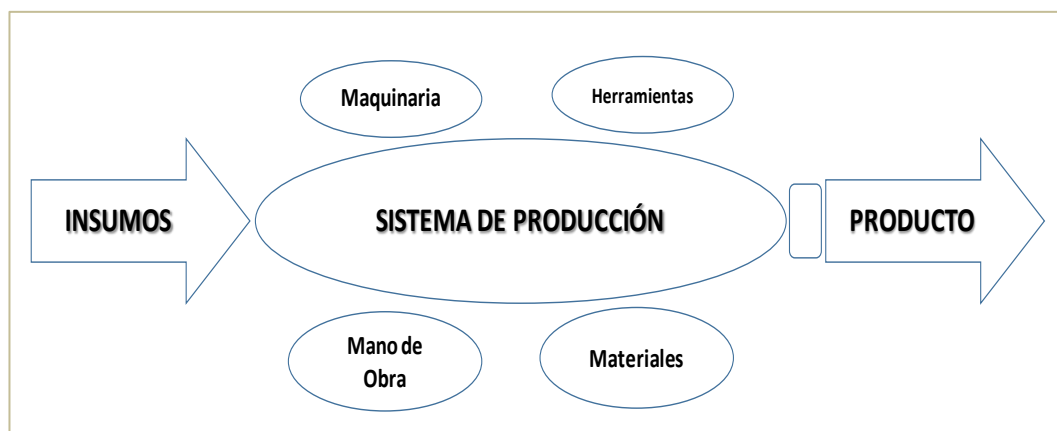 Maquinaria
Herramientas
INSUMOS
SISTEMA DE PRODUCCIÓN
PRODUCTO
Mano de
Obra
Materiales